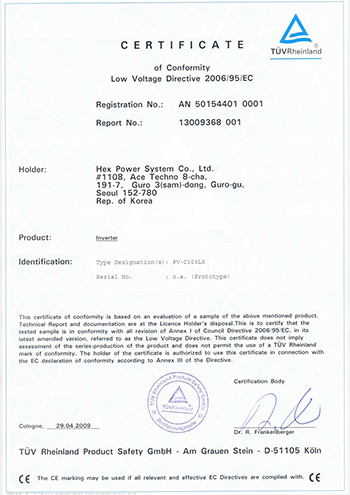 CERTIFICATE
TÜVRheinland
of Conformity
Low Voltage Directive 2006/95/EC
Registration No.: AN 50154401 0001
Report No.: 13009368 001
Holder: Hex Power System Co., Ltd.
#1108, Ace Techno 8-cha,
191-7, Guro 3(sam)-dong, Guro-gu,
Seoul 152-780
Rep. of Korea
Product: Inverter
Identification: Type Designation(s): PV-C103LX
Serial No. : n.a. (Prototype)
This certificate of conformity is based on an evaluation of a sample of the above mentioned product.
Technical Report and documentation are at the Licence Holder's disposal. This is to certify that the
tested sample is in conformity with all revision of Annex I of Council Directive 2006/95/EC, in its
latest amended version, referred to as the Low Voltage Directive. This certificate does not imply
assessment of the series-production of the product and does not permit the use of a TÜV Rheinland
mark of conformity. The holder of the certificate is authorized to use this certificate in connection with
the EC declaration of conformity according to Annex III of the Directive.
TÜV Rheinland Product Safety GmbH
TÜVRheinland
Zertifizierungsstelle
Certification Body
Cologne, 29.04.2009
Dr. R. Frankenberger
TÜV Rheinland Product Safety GmbH - Am Grauen Stein - D-51105 Köln
CE The CE marking may be used if all relevant and effective EC Directives are complied with. CE